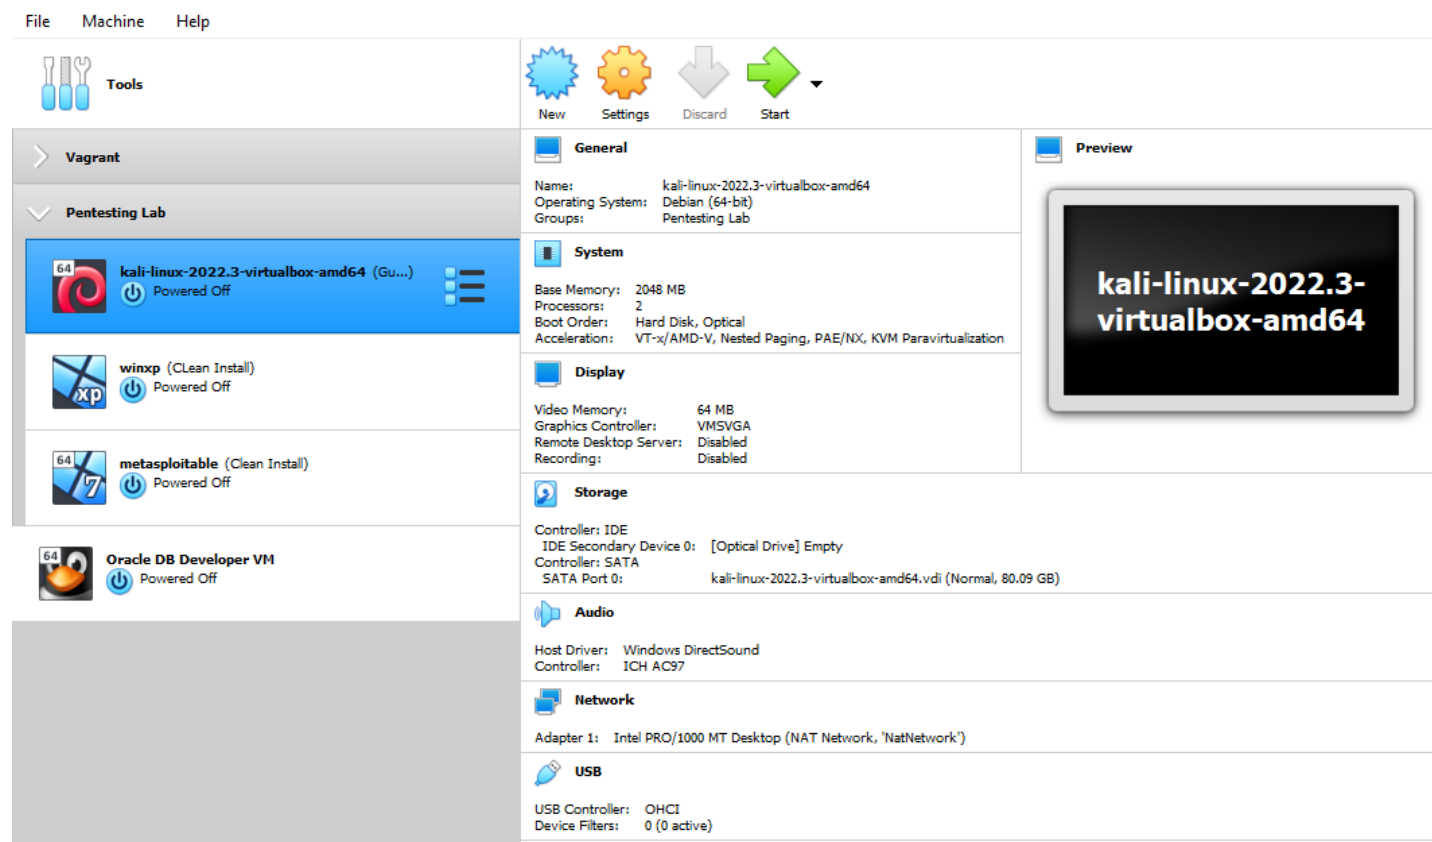 File Machine Help
Tools
New Settings Discard Start
Vagrant
Pentesting Lab
64
kali-linux-2022.3-virtualbox-amd64 (Gu...)
Powered Off
xp
winxp (CLean Install)
Powered Off
64
7
metasploitable (Clean Install)
Powered Off
64
Oracle DB Developer VM
Powered Off
General
Name: kali-linux-2022.3-virtualbox-amd64
Operating System: Debian (64-bit)
Groups: Pentesting Lab
System
Base Memory: 2048 MB
Processors: 2
Boot Order: Hard Disk, Optical
Acceleration: VT-x/AMD-V, Nested Paging, PAE/NX, KVM Paravirtualization
Display
Video Memory: 64 MB
Graphics Controller: VMSVGA
Remote Desktop Server: Disabled
Recording: Disabled
Preview
kali-linux-2022.3-
virtualbox-amd64
Storage
Controller: IDE
IDE Secondary Device 0: [Optical Drive] Empty
Controller: SATA
SATA Port 0: kali-linux-2022.3-virtualbox-amd64.vdi (Normal, 80.09 GB)
Audio
Host Driver: Windows DirectSound
Controller: ICH AC97
Network
Adapter 1: Intel PRO/1000 MT Desktop (NAT Network, 'NatNetwork')
USB
USB Controller: OHCI
Device Filters: 0 (0 active)